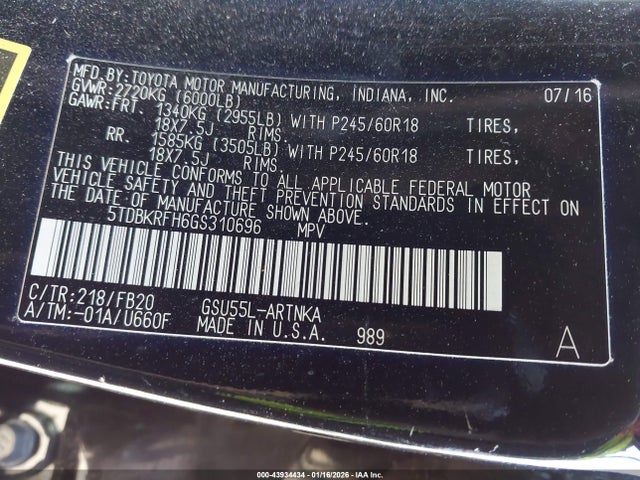 MFD.BY:TOYOTA MOTOR MANUFACTURING, INDIANA, INC. 07/16
GVWR:2720KG (6000LB)
GAWR:FRT. 1340KG (2955LB) WITH P245/60R18 TIRES,
18X7.5J RIMS.
RR. 1585KG (3505LB) WITH P245/60R18 TIRES,
18X7.5J RIMS.
THIS VEHICLE CONFORMS TO ALL APPLICABLE FEDERAL MOTOR
VEHICLE SAFETY AND THEFT PREVENTION STANDARDS IN EFFECT ON
THE DATE OF MANUFACTURE SHOWN ABOVE.
5TDBKRFH6GS310696 MPV
C/TR:218/FB20 GSU55L-ARTNKA
A/TM:-01A/U660F MADE IN U.S.A. 989 A
000-43934434 - 01/16/2026 - IAA Inc.